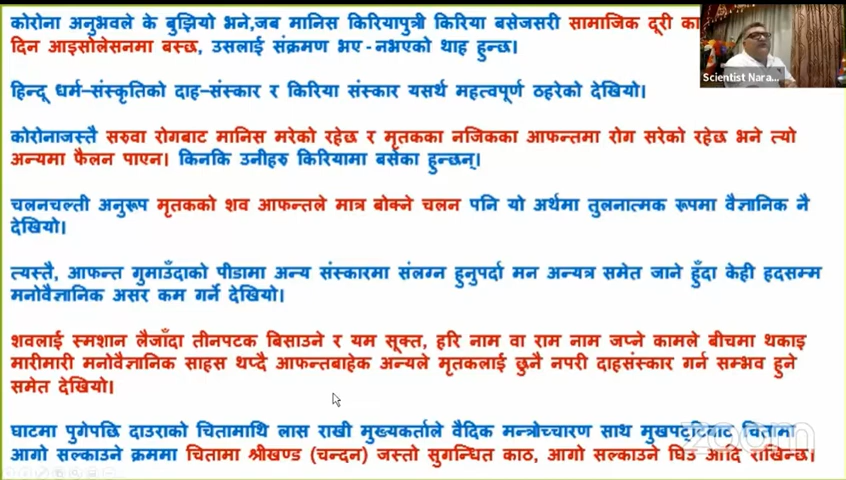 कोरोना अनुभवले के बुझियो भने,जब मानिस किरियापुत्री किरिया बसेजसरी सामाजिक दूरी का
दिन आइसोलेसनमा बस्छ, उसलाई संक्रमण भए - नभएको थाह हुन्छ।
Scientist Nara...
हिन्दू धर्म–संस्कृतिको दाह–संस्कार र किरिया संस्कार यसर्थ महत्वपूर्ण ठहरेको देखियो।
कोरोनाजस्तै सरुवा रोगबाट मानिस मरेको रहेछ र मृतकका नजिकका आफन्तमा रोग सरेको रहेछ भने त्यो
अन्यमा फैलन पाएन। किनकि उनीहरु किरियामा बसेका हुन्छन्।
चलनचल्ती अनुरूप मृतकको शव आफन्तले मात्र बोक्ने चलन पनि यो अर्थमा तुलनात्मक रूपमा वैज्ञानिक नै
देखियो।
त्यस्तै, आफन्त गुमाउँदाको पीडामा अन्य संस्कारमा संलग्न हुनुपर्दा मन अन्यत्र समेत जाने हुँदा केही हदसम्म
मनोवैज्ञानिक असर कम गर्ने देखियो।
शवलाई स्मशान लैजाँदा तीनपटक बिसाउने र यम सूक्त, हरि नाम वा राम नाम जप्ने कामले बीचमा थकाइ
मारीमारी मनोवैज्ञानिक साहस थप्दै आफन्तबाहेक अन्यले मृतकलाई छुनै नपरी दाहसंस्कार गर्न सम्भव हुने
समेत देखियो।
घाटमा पुगेपछि दाउराको चितामाथि लास राखी मुख्यकर्ताले वैदिक मन्त्रोच्चारण साथ मुखपट्टिबाट चितामा
आगो सल्काउने क्रममा चितामा श्रीखण्ड (चन्दन) जस्तो सुगन्धित काठ, आगो सल्काउने घिउ आदि राखिन्छ।
zoom